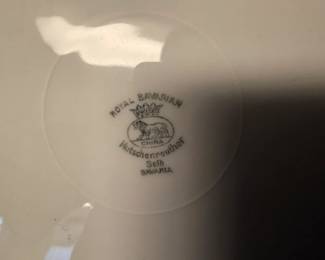 ROYAL BAVARIAN
CHINA
Hutschenreuther
Selb
BAVARIA